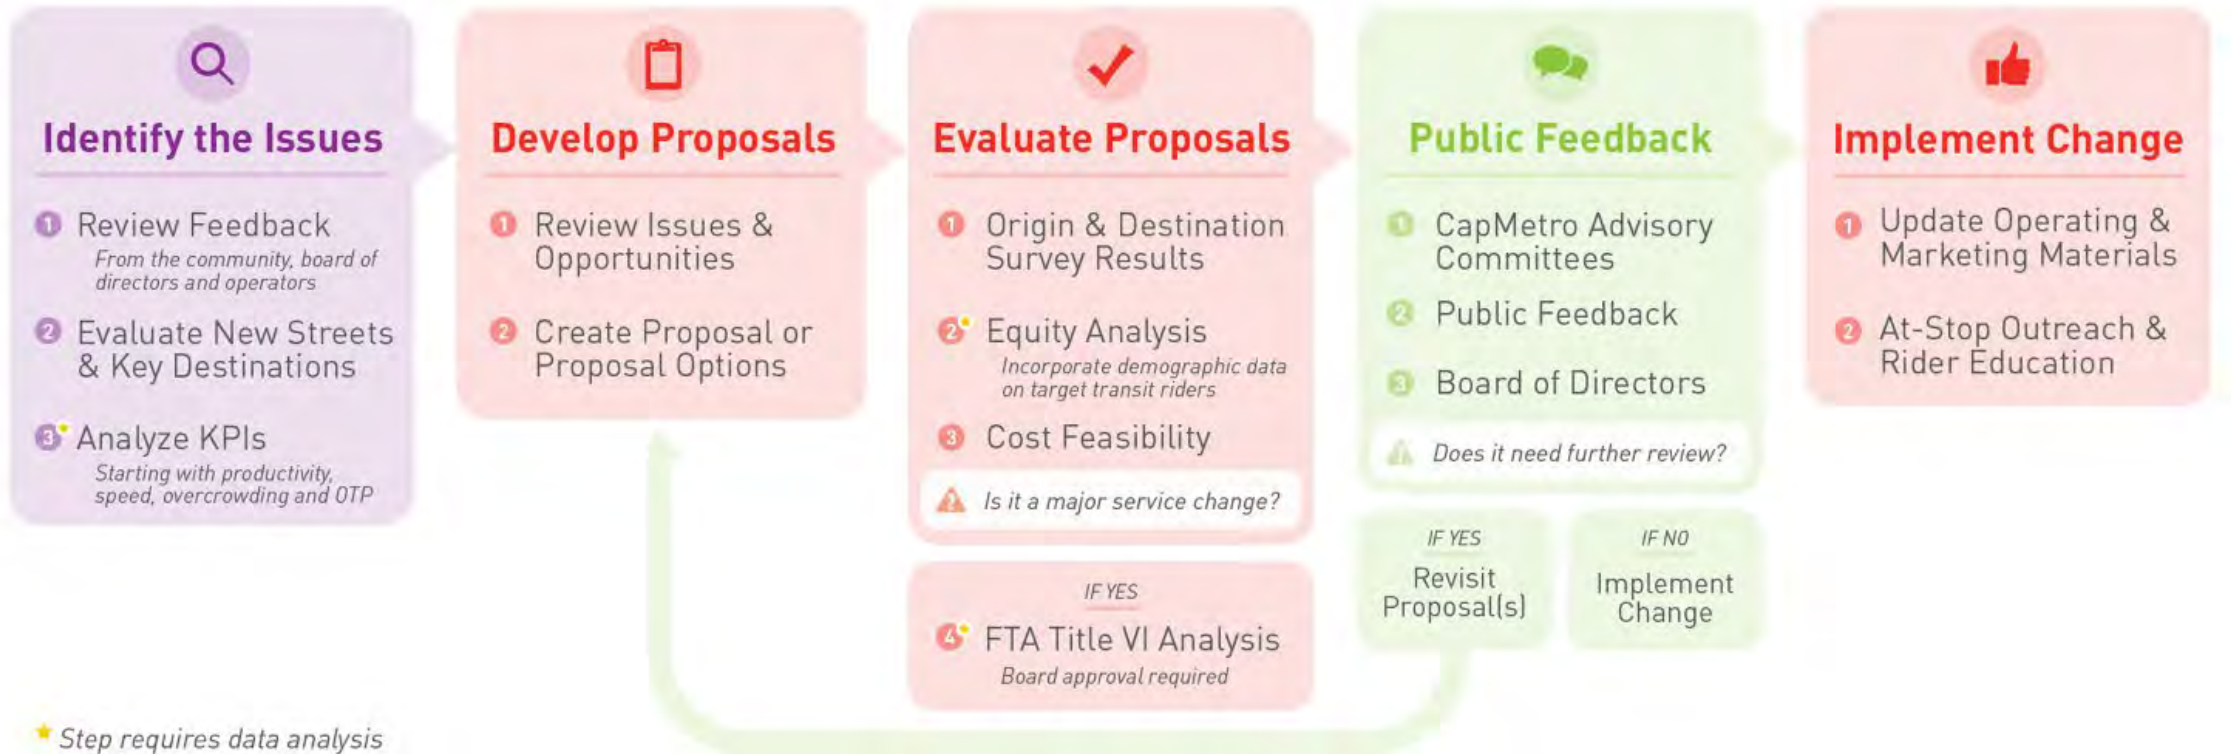 Identify the Issues
1 Review Feedback
From the community, board of
directors and operators
2 Evaluate New Streets
& Key Destinations
3 Analyze KPIs
Starting with productivity,
speed, overcrowding and OTP
Develop Proposals
1 Review Issues &
Opportunities
2 Create Proposal or
Proposal Options
Evaluate Proposals
1 Origin & Destination
Survey Results
2 Equity Analysis
Incorporate demographic data
on target transit riders
3 Cost Feasibility
Is it a major service change?
IF YES
4 FTA Title VI Analysis
Board approval required
Public Feedback
1 CapMetro Advisory
Committees
2 Public Feedback
3 Board of Directors
Does it need further review?
IF YES
Revisit
Proposal(s)
IF NO
Implement
Change
Implement Change
1 Update Operating &
Marketing Materials
2 At-Stop Outreach &
Rider Education
Step requires data analysis